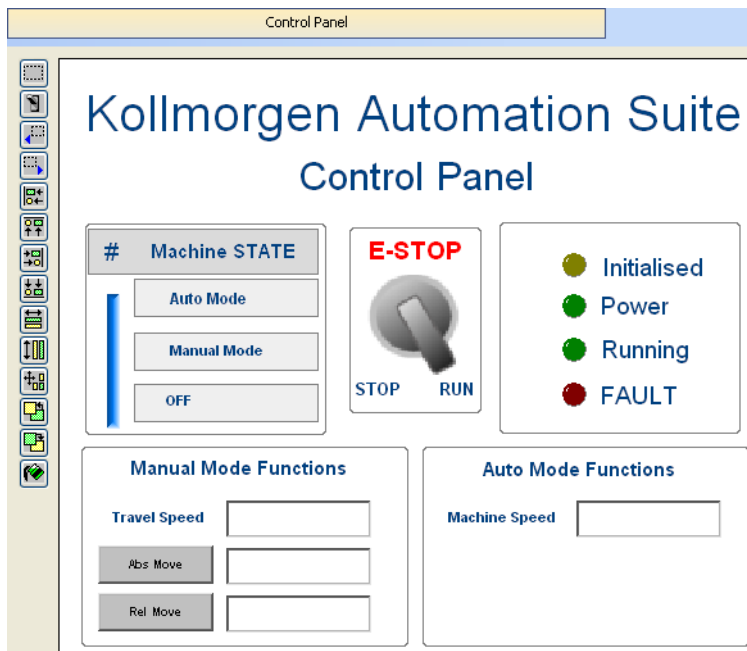 Control Panel
Kollmorgen Automation Suite
Control Panel
# Machine STATE
Auto Mode
Manual Mode
OFF
E-STOP
STOP RUN
Initialised
Power
Running
FAULT
Manual Mode Functions
Travel Speed
Abs Move
Rel Move
Auto Mode Functions
Machine Speed